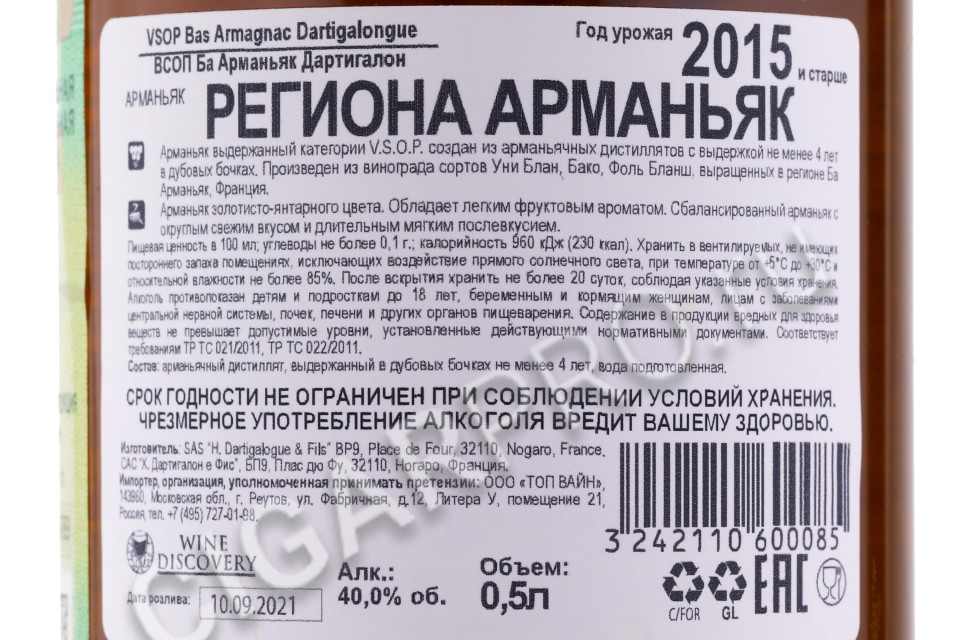 VSOP Bas Armagnac Dartigalongue
ВСОП Ба Арманьяк Дартигалон
Год урожая 2015 и старше
АРМАНЬЯК РЕГИОНА АРМАНЬЯК
Арманьяк выдержанный категории V.S.O.P. создан из арманьячных дистиллятов с выдержкой не менее 4 лет
в дубовых бочках. Произведен из винограда сортов Уни Блан, Бако, Фоль Бланш, выращенных в регионе Ба
Арманьяк, Франция.
Арманьяк золотисто-янтарного цвета. Обладает легким фруктовым ароматом. Сбалансированный арманьяк с
округлым свежим вкусом и длительным мягким послевкусием.
Пищевая ценность в 100 мл; углеводы не более 0,1 г.; калорийность 960 кДж (230 ккал). Хранить в вентилируемых, не имеющих
постороннего запаха помещениях, исключающих воздействие прямого солнечного света, при температуре от +5°С до +30°С и
относительной влажности не более 85%. После вскрытия хранить не более 20 суток, соблюдая указанные условия хранения.
Алкоголь противопоказан детям и подросткам до 18 лет, беременным и кормящим женщинам, лицам с заболеваниями
центральной нервной системы, почек, печени и других органов пищеварения. Содержание в продукции вредных для здоровья
веществ не превышает допустимые уровни, установленные действующими нормативными документами. Соответствует
требованиям ТР ТС 021/2011, ТР ТС 022/2011.
Состав: арманьячный дистиллят, выдержанный в дубовых бочках не менее 4 лет, вода подготовленная.
СРОК ГОДНОСТИ НЕ ОГРАНИЧЕН ПРИ СОБЛЮДЕНИИ УСЛОВИЙ ХРАНЕНИЯ.
ЧРЕЗМЕРНОЕ УПОТРЕБЛЕНИЕ АЛКОГОЛЯ ВРЕДИТ ВАШЕМУ ЗДОРОВЬЮ.
Изготовитель: SAS "H. Dartigalogue & Fils" BP9, Place de Four, 32110, Nogaro, France.
САС "Х. Дартигалон е Фис", БП9, Плас дю Фу, 32110, Ногаро, Франция.
Импортер, организация, уполномоченная принимать претензии: ООО «ТОП ВАЙН»,
143960, Московская обл., г. Реутов, ул. Фабричная, д.12, Литера У, помещение 21,
Россия, тел. +7 (495) 727-01-98.
3 242110 600085
WINE
DISCOVERY
Алк.:
40,0% об.
Объем:
0,5л
C/FOR GL EAC
Дата розлива: 10.09.2021
CIGARPRO.RU